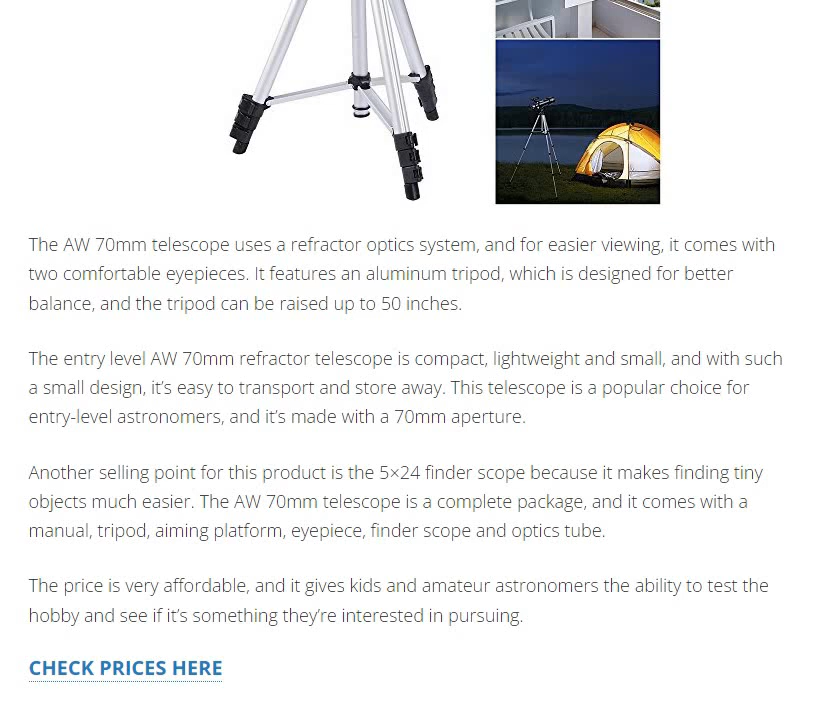 The AW 70mm telescope uses a refractor optics system, and for easier viewing, it comes with
two comfortable eyepieces. It features an aluminum tripod, which is designed for better
balance, and the tripod can be raised up to 50 inches.
The entry level AW 70mm refractor telescope is compact, lightweight and small, and with such
a small design, it’s easy to transport and store away. This telescope is a popular choice for
entry-level astronomers, and it’s made with a 70mm aperture.
Another selling point for this product is the 5×24 finder scope because it makes finding tiny
objects much easier. The AW 70mm telescope is a complete package, and it comes with a
manual, tripod, aiming platform, eyepiece, finder scope and optics tube.
The price is very affordable, and it gives kids and amateur astronomers the ability to test the
hobby and see if it’s something they’re interested in pursuing.
CHECK PRICES HERE